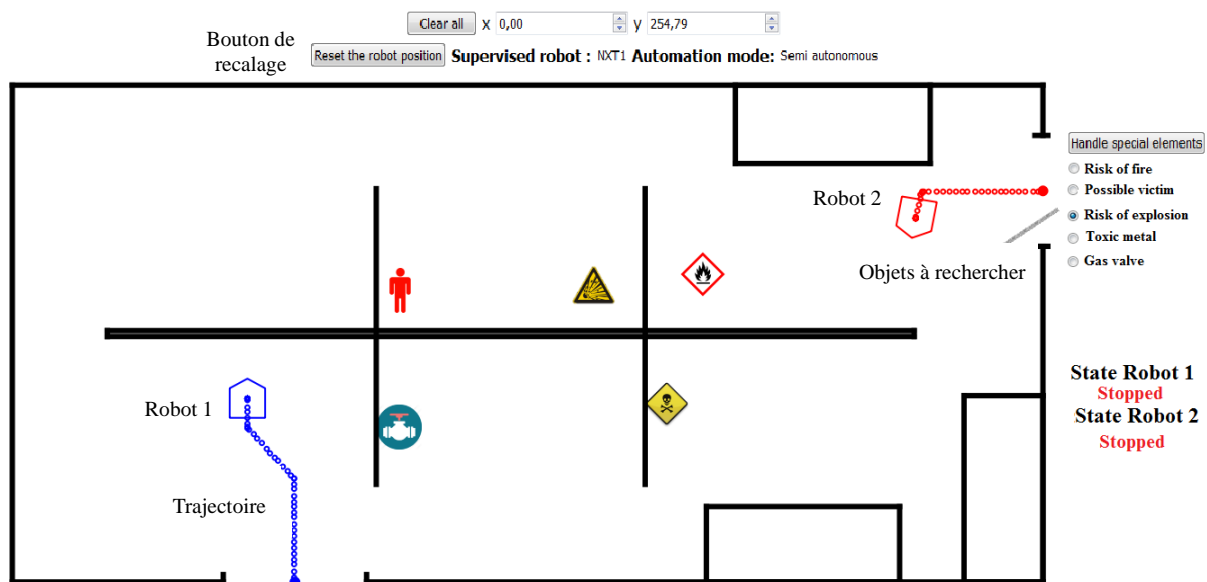 Clear all x 0,00 y 254,79
Bouton de
recalage
Reset the robot position Supervised robot : NXT1 Automation mode: Semi autonomous
Handle special elements
Risk of fire
Possible victim
Risk of explosion
Toxic metal
Gas valve
Robot 2
Objets à rechercher
Robot 1
Trajectoire
State Robot 1
Stopped
State Robot 2
Stopped